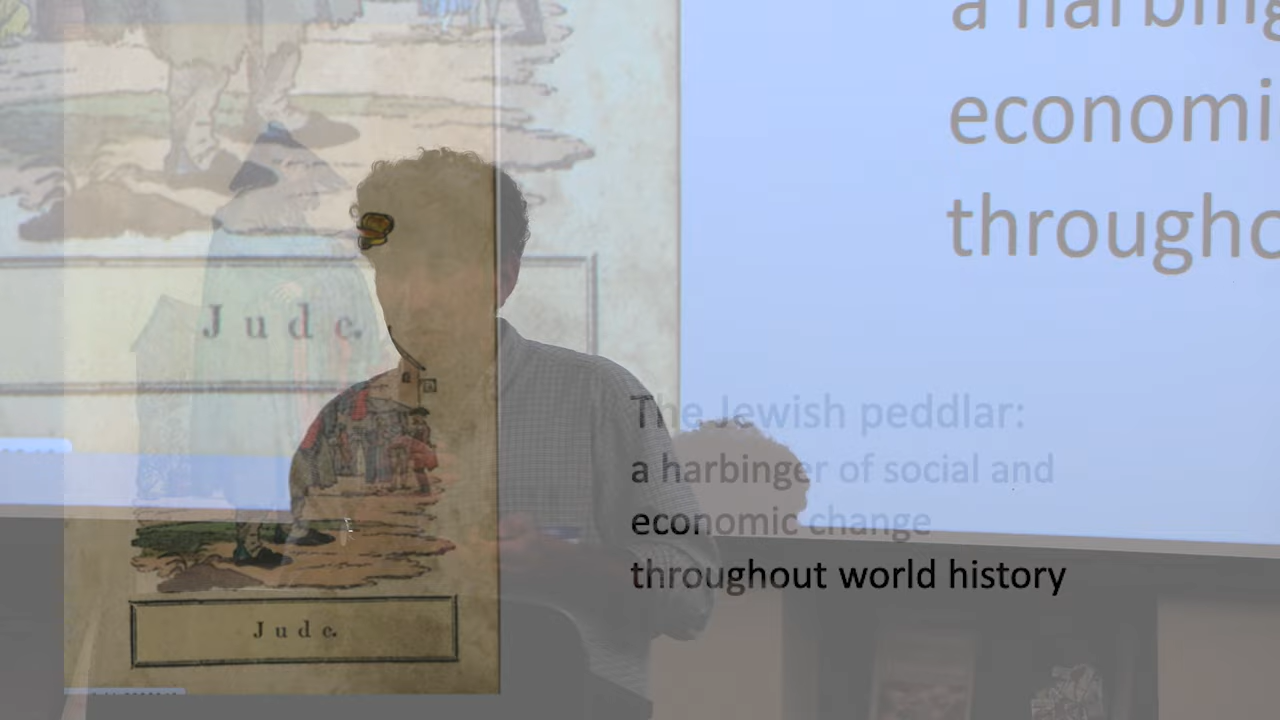 a harbing
economi
througho
Jude.
The Jewish peddlar:
a harbinger of social and
economic change
throughout world history
Jude.